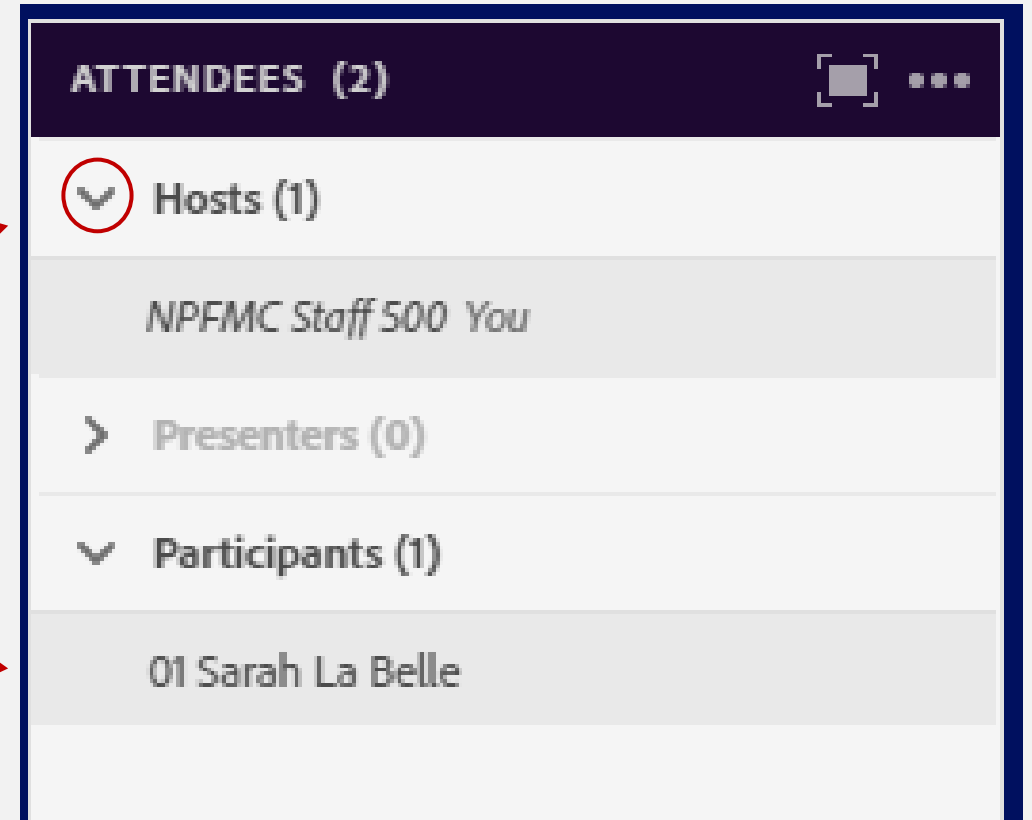 ATTENDEES (2)
Hosts (1)
NPFMC Staff 500 You
Presenters (0)
Participants (1)
01 Sarah La Belle